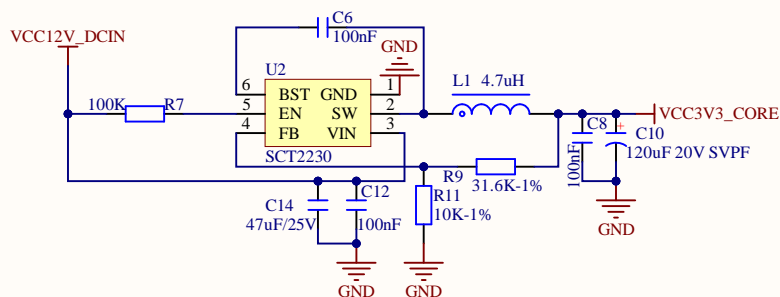 C6
100nF
VCC12V_DCIN
GND
U2
L1 4.7uH
6 BST GND 1
100K R7 5 EN SW 2
4 FB VIN 3
VCC3V3_CORE
C8
100nF
C10
120uF 20V SVPF
SCT2230
R9
31.6K-1%
C14
47uF/25V
C12
100nF
R11
10K-1%
GND
GND
GND
+